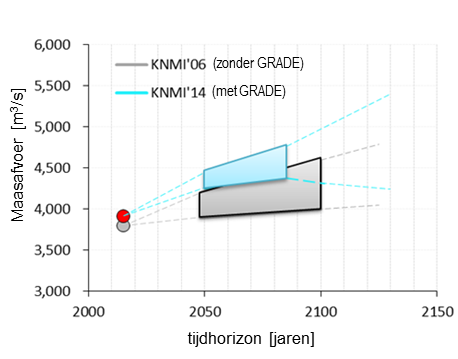 6,000
5,500
5,000
4,500
4,000
3,500
3,000
Maasafvoer [m³/s]
KNMI'06 (zonder GRADE)
KNMI'14 (met GRADE)
2000
2050
2100
2150
tijdhorizon [jaren]